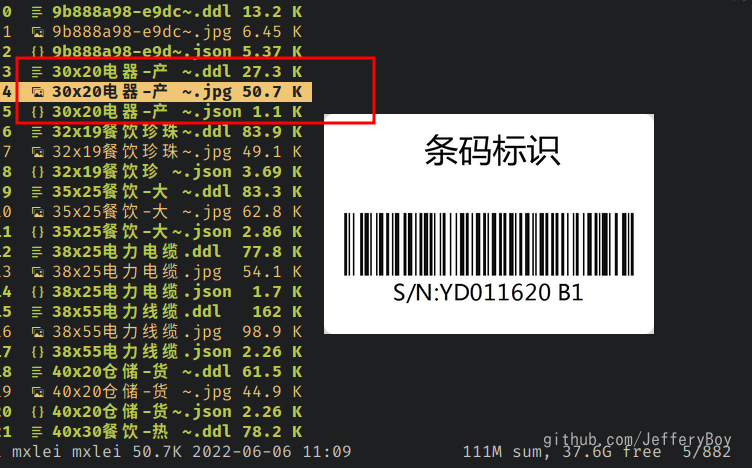 0 9b888a98-e9dc~.ddl 13.2 K
1 9b888a98-e9dc~.jpg 6.45 K
2 9b888a98-e9d~.json 5.37 K
3 30x20电器-产 ~.ddl 27.3 K
4 30x20电器-产 ~.jpg 50.7 K
5 30x20电器-产 ~.json 1.1 K
6 32x19餐饮珍珠~.ddl 83.9 K
7 32x19餐饮珍珠~.jpg 49.1 K
8 32x19餐饮珍 ~.json 3.69 K
9 35x25餐饮-大 ~.ddl 83.3 K
10 35x25餐饮-大 ~.jpg 62.8 K
11 35x25餐饮-大~.json 2.86 K
12 38x25电力电缆.ddl 77.8 K
13 38x25电力电缆.jpg 54.1 K
14 38x25电力电缆.json 1.7 K
15 38x55电力线缆.ddl 162 K
16 38x55电力线缆.jpg 98.9 K
17 38x55电力线缆.json 2.26 K
18 40x20仓储-货 ~.ddl 61.5 K
19 40x20仓储-货 ~.jpg 44.9 K
20 40x20仓储-货~.json 2.26 K
21 40x30餐饮-热 ~.ddl 78.2 K
条码标识
S/N:YD011620 B1
github.com/JefferyBoy
mxlei mxlei 50.7K 2022-06-06 11:09 111M sum, 37.6G free 5/882